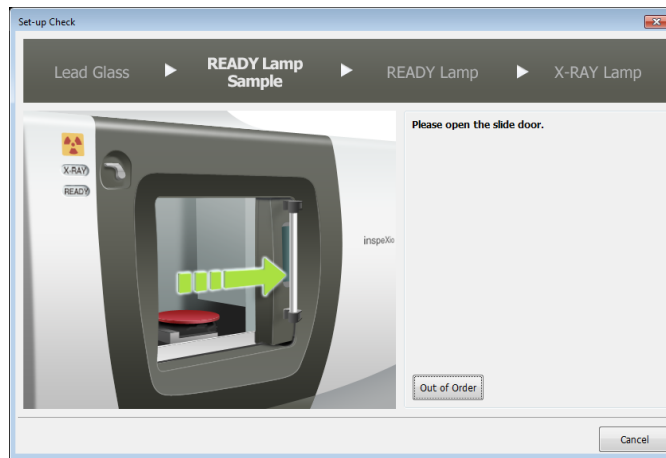 Set-up Check
Lead Glass
READY Lamp
Sample
READY Lamp
X-RAY Lamp
X-RAY
READY
inspeXio
Please open the slide door.
Out of Order
Cancel